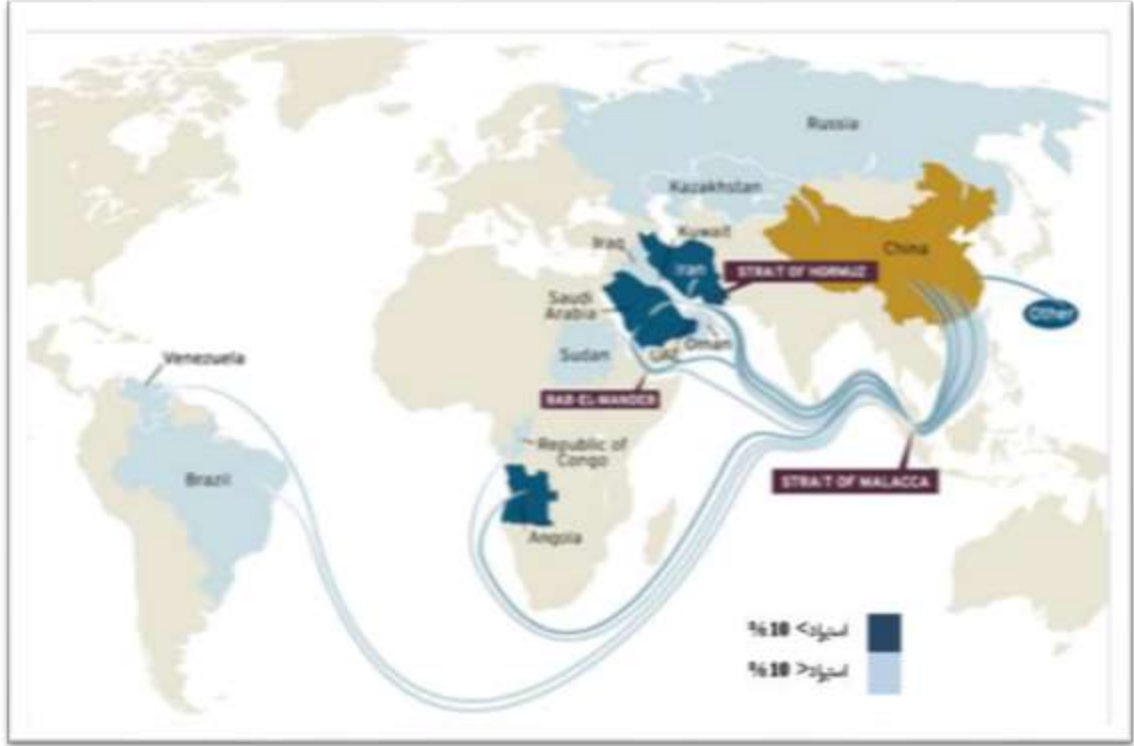 Russia
Kazakhstan
Kuwait
Iraq
China
Iran
STRAIT OF HORMUZ
Saudi
Arabia
Other
Oman
UAE
Sudan
Venezuela
BAB-EL-MANDEB
Republic of
Congo
Brazil
STRAIT OF MALACCA
Angola
استيراد> 10%
استيراد< 10%